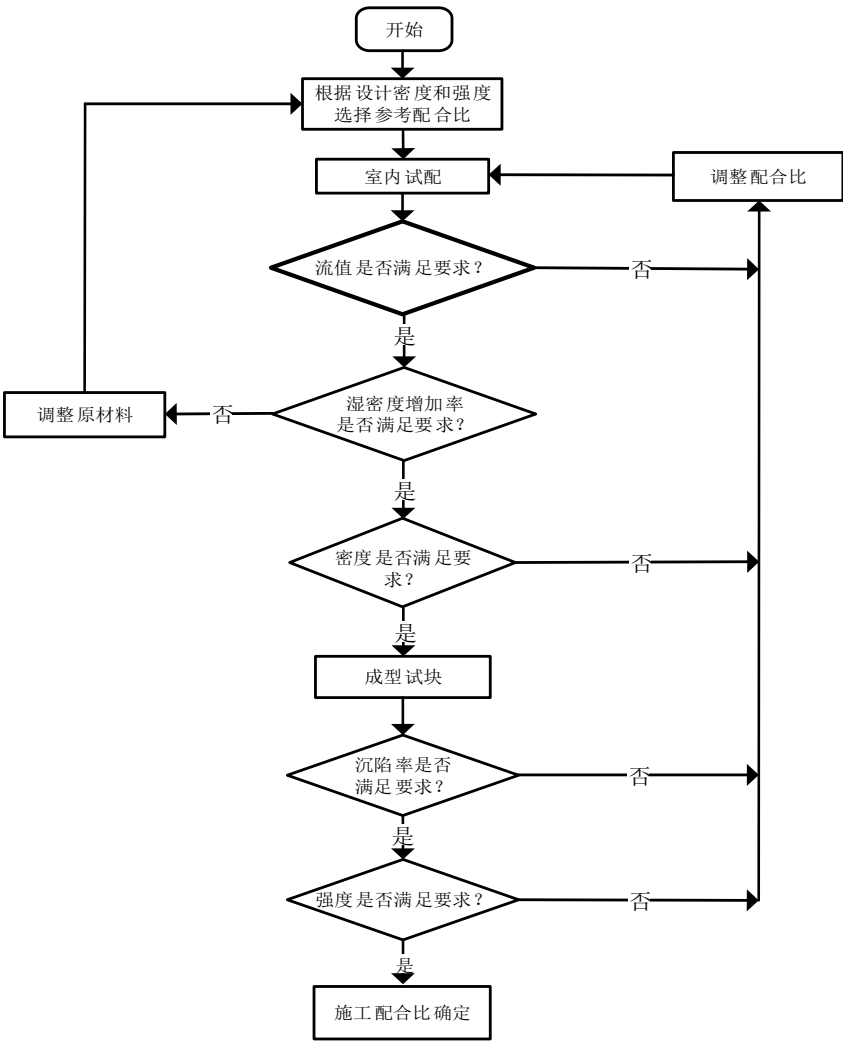 开始
根据设计密度和强度
选择参考配合比
室内试配
调整配合比
流值是否满足要求？
否
是
调整原材料
否
湿密度增加率
是否满足要求？
是
密度是否满足要
求？
否
是
成型试块
沉陷率是否
满足要求？
否
是
强度是否满足要求？
否
是
施工配合比确定